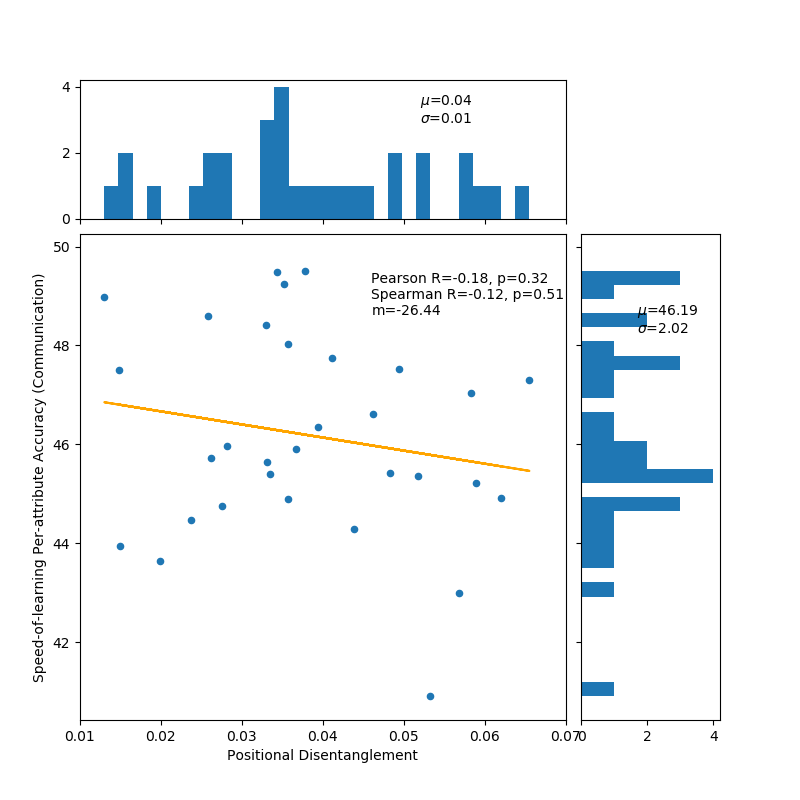 4
2
0
μ=0.04
σ=0.01
50
48
46
44
42
Speed-of-learning Per-attribute Accuracy (Communication)
Pearson R=-0.18, p=0.32
Spearman R=-0.12, p=0.51
m=-26.44
μ=46.19
σ=2.02
0.01 0.02 0.03 0.04 0.05 0.06 0.07
0 2 4
Positional Disentanglement